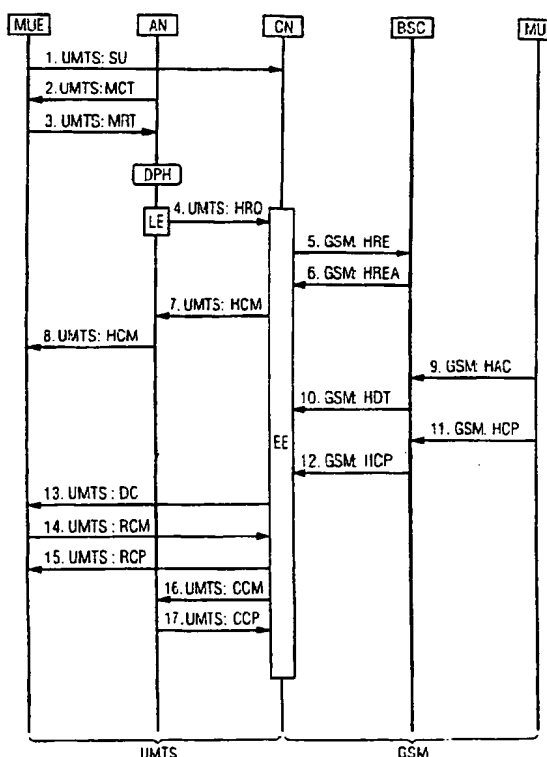 MUE AN CN BSC MU
1. UMTS: SU
2. UMTS: MCT
3. UMTS: MRT
DPH
LE
4. UMTS: HRQ
5. GSM: HRE
6. GSM: HREA
7. UMTS: HCM
8. UMTS: HCM
9. GSM: HAC
10. GSM: HDT
11. GSM: HCP
EE
12. GSM: HCP
13. UMTS : DC
14. UMTS : RCM
15. UMTS : RCP
16. UMTS: CCM
17. UMTS: CCP
UMTS GSM